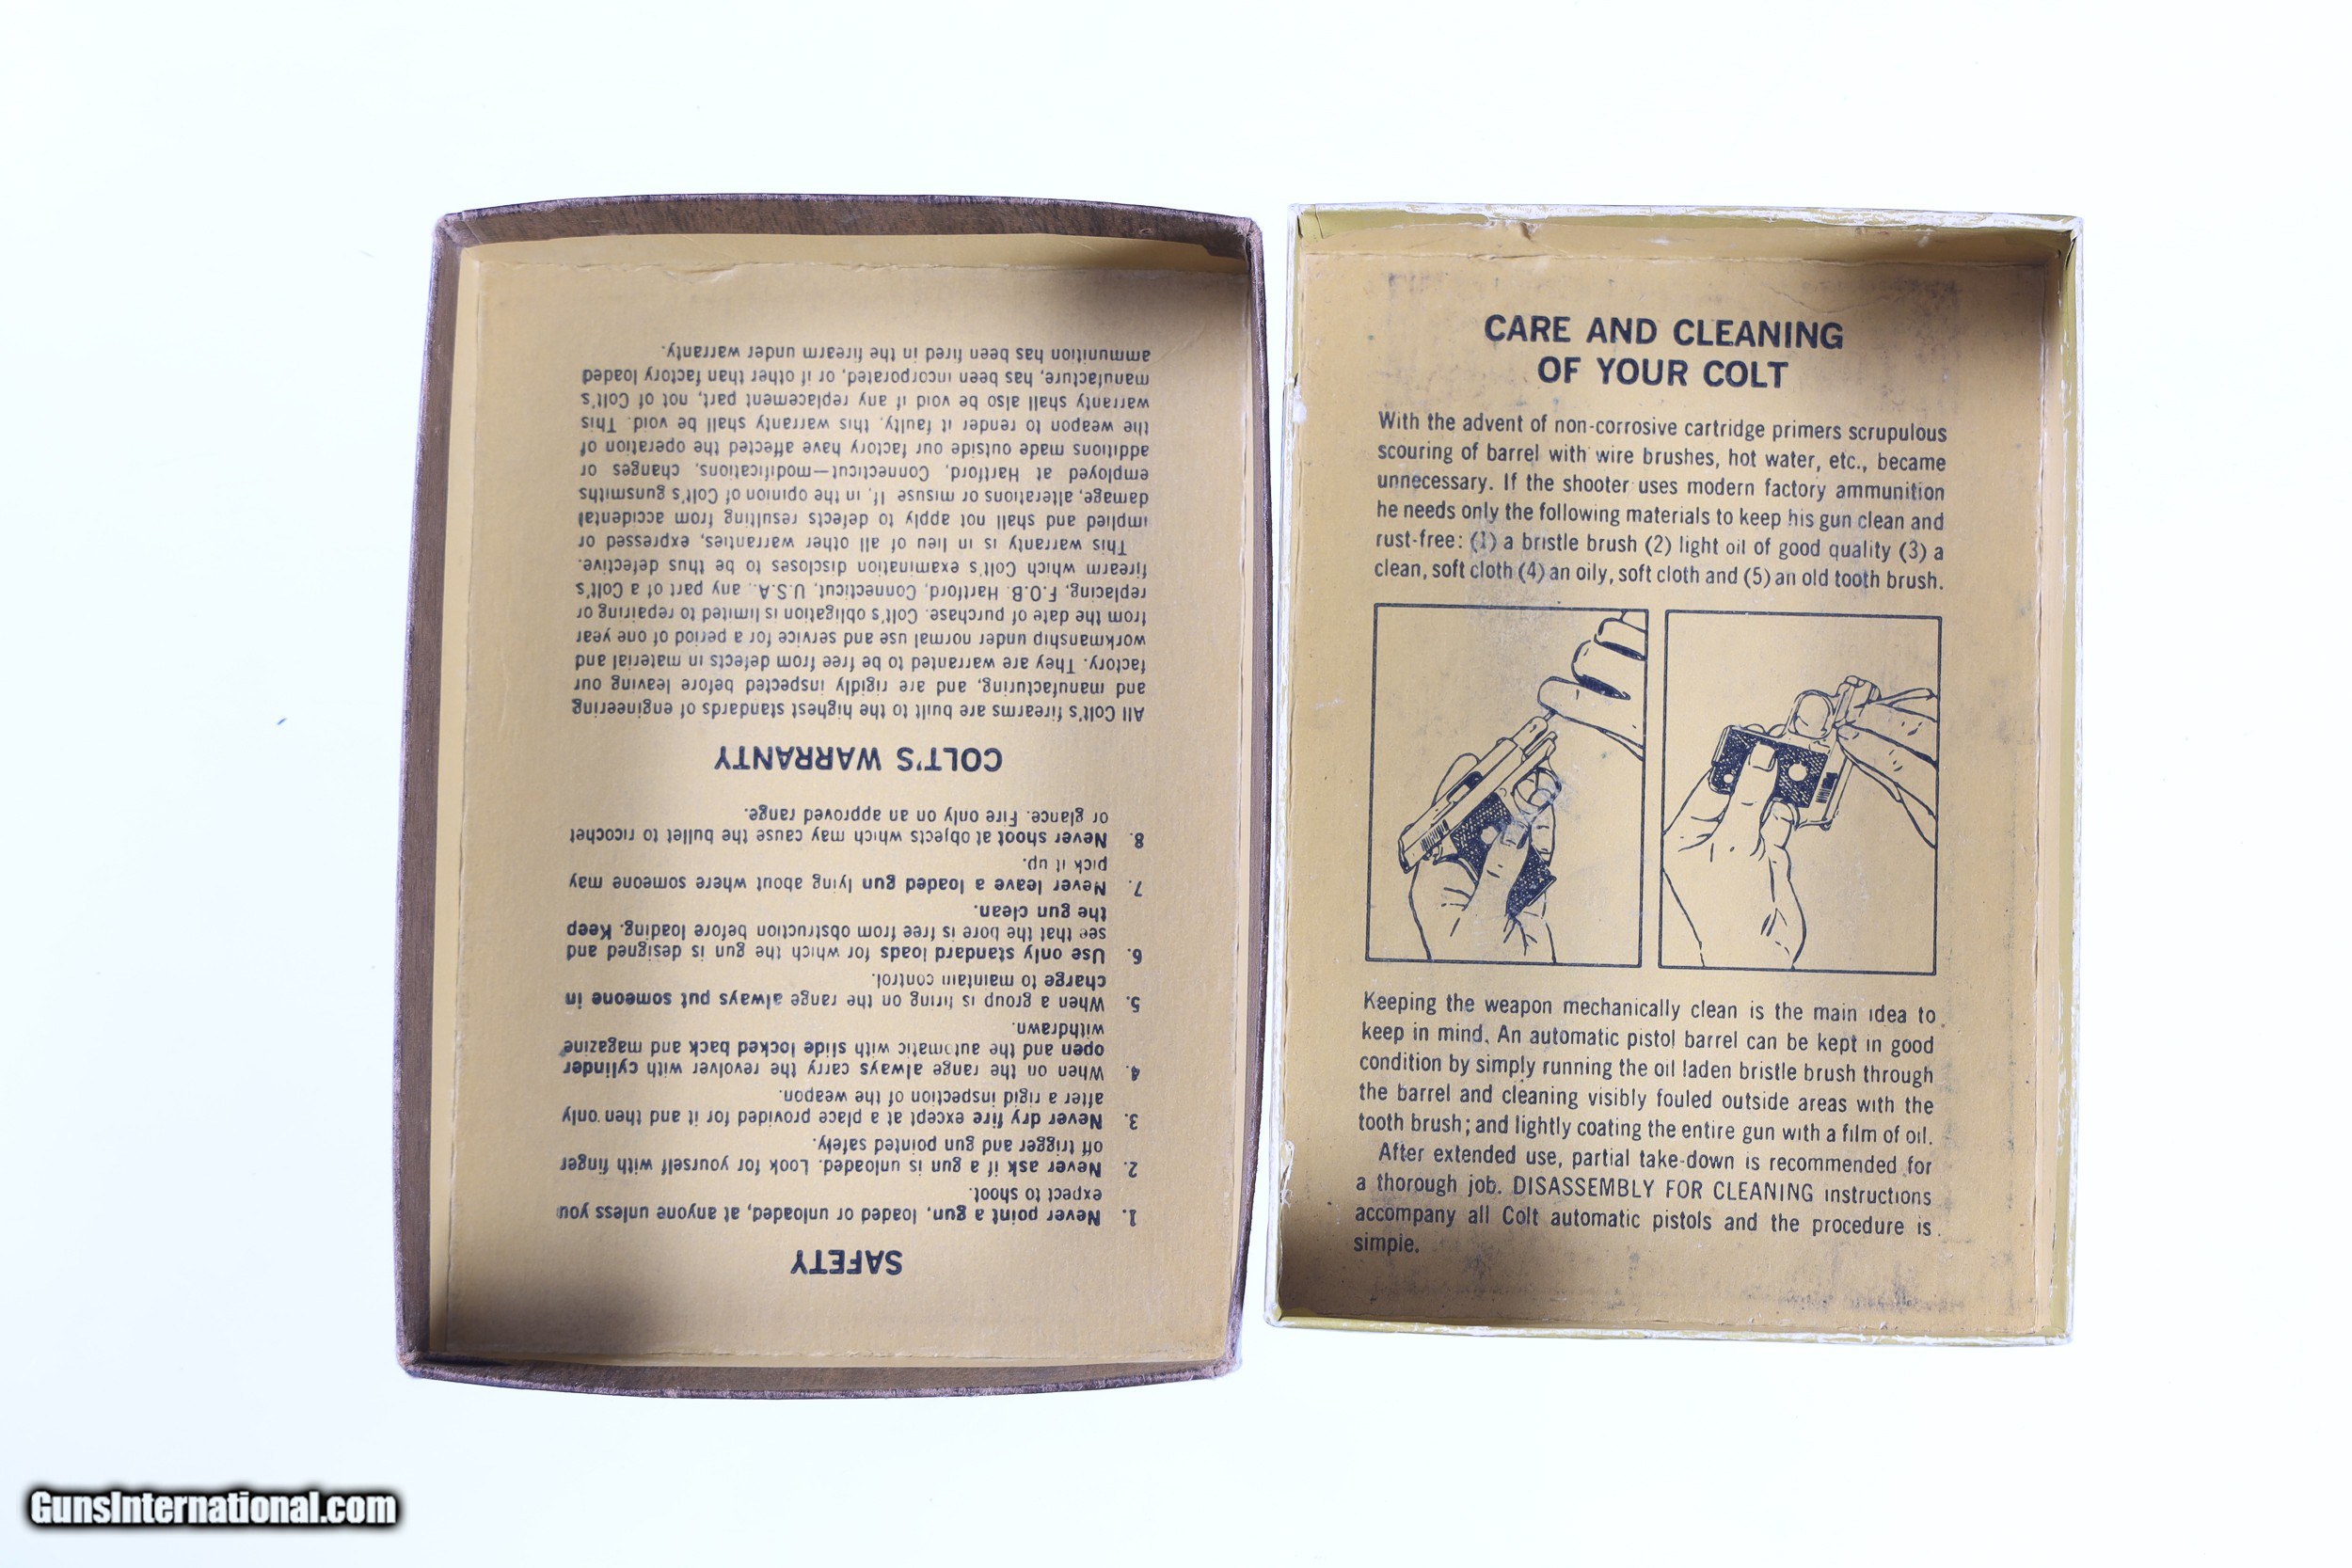 SAFETY
1. Never point a gun, loaded or unloaded, at anyone unless you
expect to shoot.
2. Never ask if a gun is unloaded. Look for yourself with finger
off trigger and gun pointed safely.
3. Never dry fire except at a place provided for it and then only
after a rigid inspection of the weapon.
4. When on the range always carry the revolver with cylinder
open and the automatic with slide locked back and magazine
withdrawn.
5. When a group is firing on the range always put someone in
charge to maintain control.
6. Use only standard loads for which the gun is designed and
see that the bore is free from obstruction before loading. Keep
the gun clean.
7. Never leave a loaded gun lying about where someone may
pick it up.
8. Never shoot at objects which may cause the bullet to ricochet
or glance. Fire only on an approved range.
COLT'S WARRANTY
All Colt's firearms are built to the highest standards of engineering
and manufacturing, and are rigidly inspected before leaving our
factory. They are warranted to be free from defects in material and
workmanship under normal use and service for a period of one year
from the date of purchase. Colt's obligation is limited to repairing or
replacing, F.O.B. Hartford, Connecticut, U.S.A., any part of a Colt's
firearm which Colt's examination discloses to be thus defective.
This warranty is in lieu of all other warranties, expressed or
implied and shall not apply to defects resulting from accidental
damage, alterations or misuse. If, in the opinion of Colt's gunsmiths
employed at Hartford, Connecticut—modifications, changes or
additions made outside our factory have affected the operation of
the weapon to render it faulty, this warranty shall be void. This
warranty shall also be void if any replacement part, not of Colt's
manufacture, has been incorporated, or if other than factory loaded
ammunition has been fired in the firearm under warranty.
CARE AND CLEANING
OF YOUR COLT
With the advent of non-corrosive cartridge primers scrupulous
scouring of barrel with wire brushes, hot water, etc., became
unnecessary. If the shooter uses modern factory ammunition
he needs only the following materials to keep his gun clean and
rust-free: (1) a bristle brush (2) light oil of good quality (3) a
clean, soft cloth (4) an oily, soft cloth and (5) an old tooth brush.
Keeping the weapon mechanically clean is the main idea to
keep in mind. An automatic pistol barrel can be kept in good
condition by simply running the oil laden bristle brush through
the barrel and cleaning visibly fouled outside areas with the
tooth brush; and lightly coating the entire gun with a film of oil.
After extended use, partial take-down is recommended for
a thorough job. DISASSEMBLY FOR CLEANING instructions
accompany all Colt automatic pistols and the procedure is
simple.
GunsInternational.com